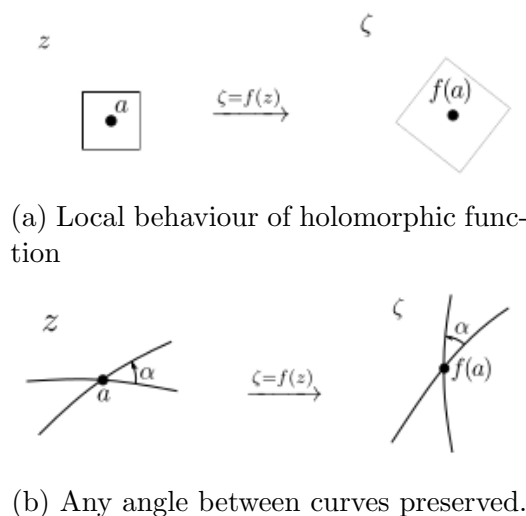 z
ζ
a
ζ=f(z)
f(a)
(a) Local behaviour of holomorphic func-
tion
z
ζ
α
a
ζ=f(z)
α
f(a)
(b) Any angle between curves preserved.